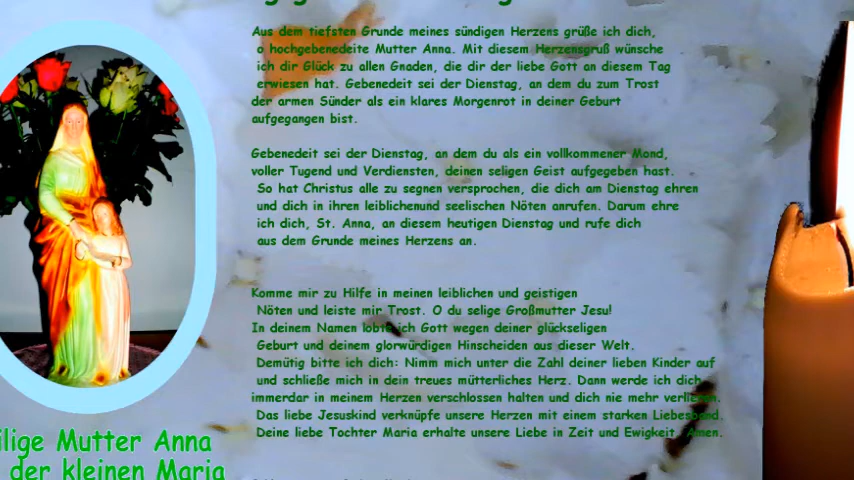 Aus dem tiefsten Grunde meines sündigen Herzens grüße ich dich,
o hochgebenedeite Mutter Anna. Mit diesem Herzensgruß wünsche
ich dir Glück zu allen Gnaden, die dir der liebe Gott an diesem Tag
erwiesen hat. Gebenedeit sei der Dienstag, an dem du zum Trost
der armen Sünder als ein klares Morgenrot in deiner Geburt
aufgegangen bist.
Gebenedeit sei der Dienstag, an dem du als ein vollkommener Mond,
voller Tugend und Verdiensten, deinen seligen Geist aufgegeben hast.
So hat Christus alle zu segnen versprochen, die dich am Dienstag ehren
und dich in ihren leiblichenund seelischen Nöten anrufen. Darum ehre
ich dich, St. Anna, an diesem heutigen Dienstag und rufe dich
aus dem Grunde meines Herzens an.
Komme mir zu Hilfe in meinen leiblichen und geistigen
Nöten und leiste mir Trost. O du selige Großmutter Jesu!
In deinem Namen lobte ich Gott wegen deiner glückseligen
Geburt und deinem glorwürdigen Hinscheiden aus dieser Welt.
Demütig bitte ich dich: Nimm mich unter die Zahl deiner lieben Kinder auf
und schließe mich in dein treues mütterliches Herz. Dann werde ich dich
immerdar in meinem Herzen verschlossen halten und dich nie mehr verlieren.
Das liebe Jesuskind verknüpfe unsere Herzen mit einem starken Liebesband.
Deine liebe Tochter Maria erhalte unsere Liebe in Zeit und Ewigkeit. Amen.
ilige Mutter Anna
der kleinen Maria